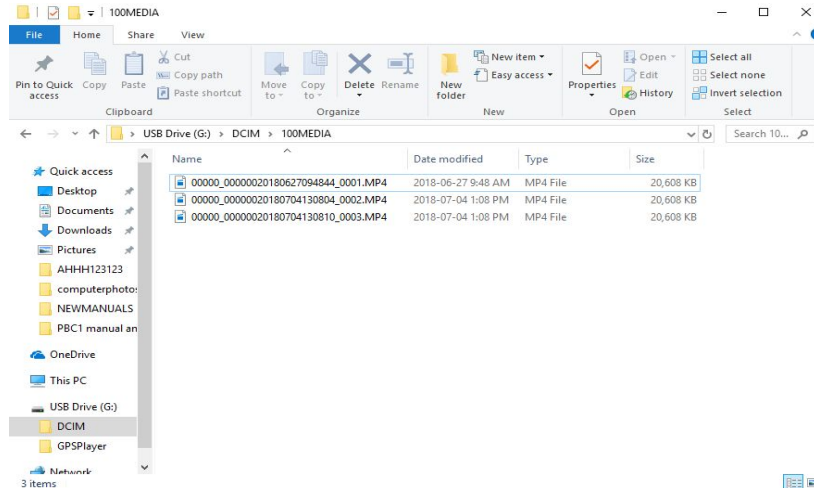 100MEDIA
File Home Share View
Pin to Quick access
Copy
Paste
Cut
Copy path
Paste shortcut
Clipboard
Move to
Copy to
Delete
Rename
Organize
New folder
New item
Easy access
New
Properties
Open
Edit
History
Open
Select all
Select none
Invert selection
Select
USB Drive (G:) > DCIM > 100MEDIA
Search 10...
Name Date modified Type Size
00000_00000020180627094844_0001.MP4 2018-06-27 9:48 AM MP4 File 20,608 KB
00000_00000020180704130804_0002.MP4 2018-07-04 1:08 PM MP4 File 20,608 KB
00000_00000020180704130810_0003.MP4 2018-07-04 1:08 PM MP4 File 20,608 KB
Quick access
Desktop
Documents
Downloads
Pictures
AHHH123123
computerphotos
NEWMANUALS
PBC1 manual an
OneDrive
This PC
USB Drive (G:)
DCIM
GPSPlayer
Network
3 items